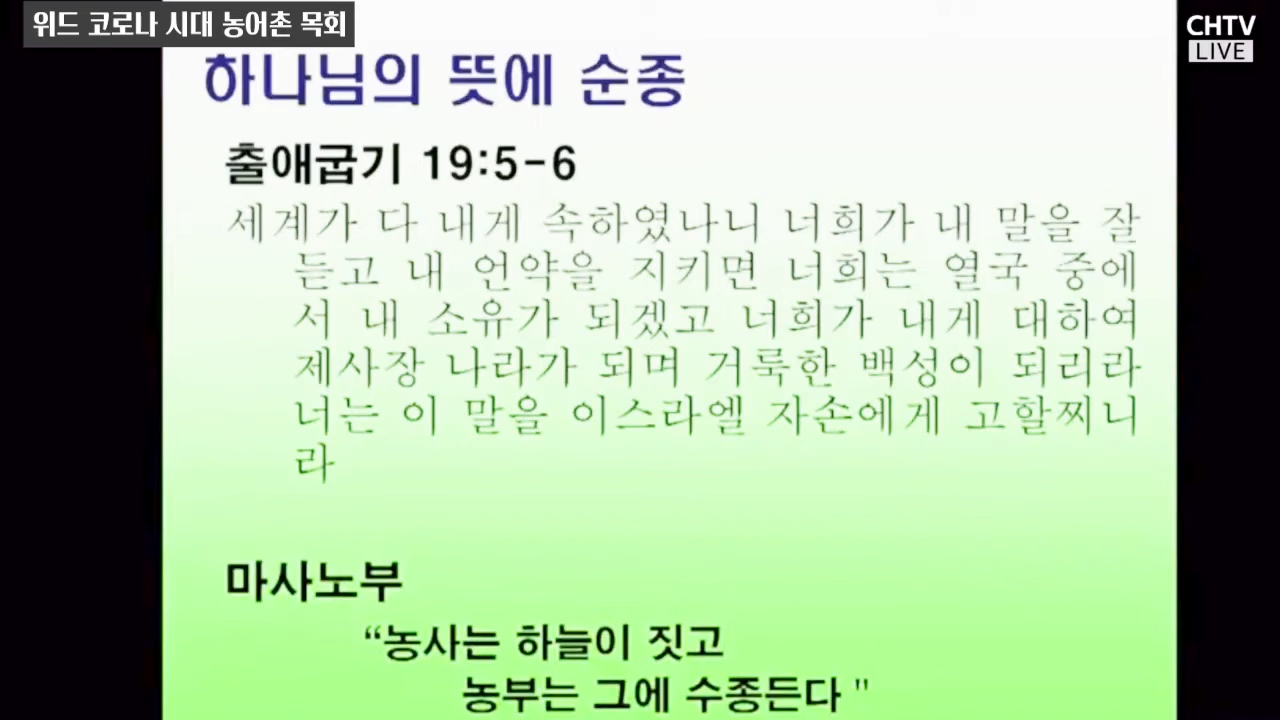 위드 코로나 시대 농어촌 목회
CHTV
LIVE
하나님의 뜻에 순종
출애굽기 19:5-6
세계가 다 내게 속하였나니 너희가 내 말을 잘
듣고 내 언약을 지키면 너희는 열국 중에
서 내 소유가 되겠고 너희가 내게 대하여
제사장 나라가 되며 거룩한 백성이 되리라
너는 이 말을 이스라엘 자손에게 고할찌니
라
마사노부
“농사는 하늘이 짓고
농부는 그에 수종든다 "